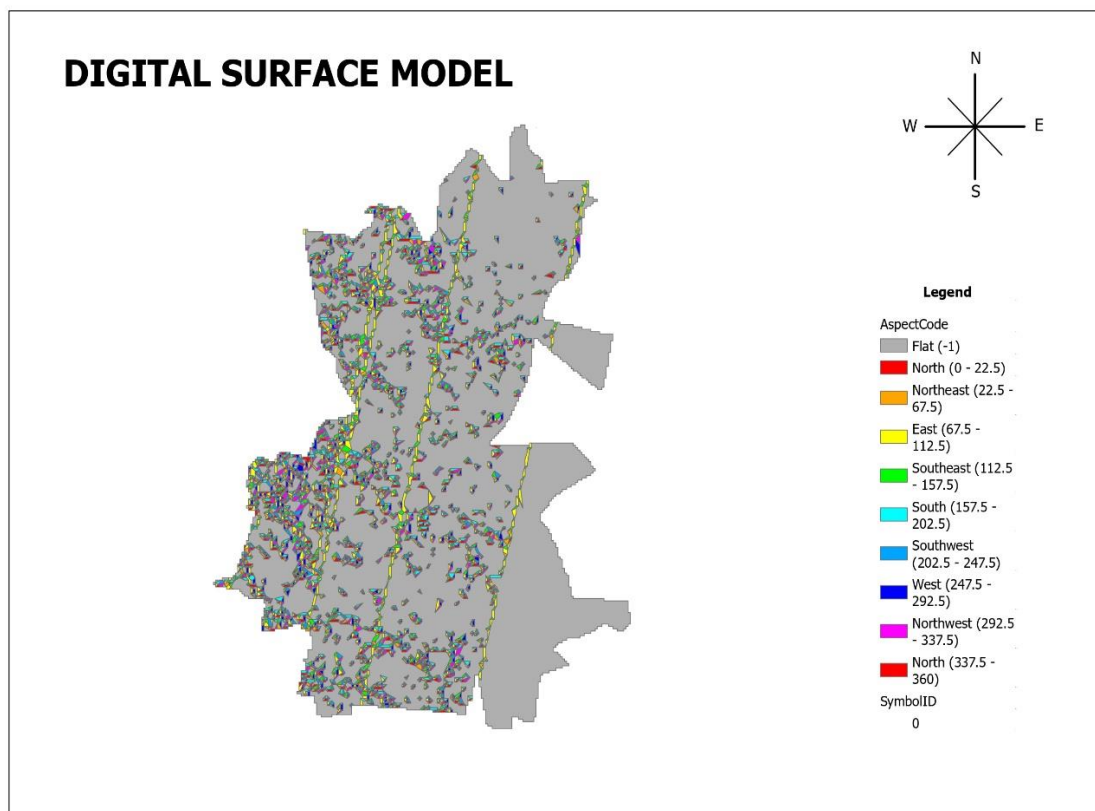 DIGITAL SURFACE MODEL
N
W
E
S
Legend
AspectCode
Flat (-1)
North (0 - 22.5)
Northeast (22.5 -
67.5)
East (67.5 -
112.5)
Southeast (112.5
- 157.5)
South (157.5 -
202.5)
Southwest
(202.5 - 247.5)
West (247.5 -
292.5)
Northwest (292.5
- 337.5)
North (337.5 -
360)
SymbolID
0